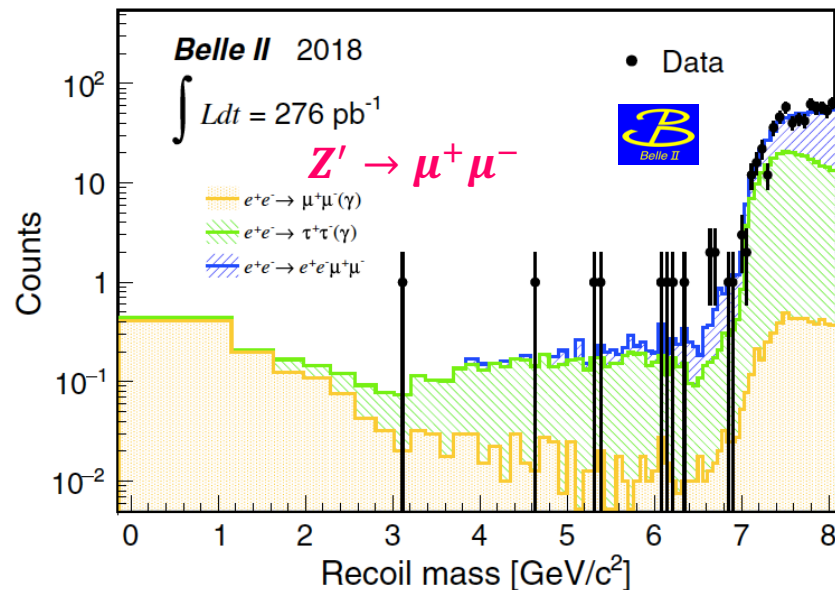 Belle II 2018
∫ Ldt = 276 pb⁻¹
Data
Belle II
Z′ → μ⁺μ⁻
e⁺e⁻→ μ⁺μ⁻(γ)
e⁺e⁻→ τ⁺τ⁻(γ)
e⁺e⁻→ e⁺e⁻μ⁺μ⁻
Counts
10²
10
1
10⁻¹
10⁻²
0 1 2 3 4 5 6 7 8
Recoil mass [GeV/c²]